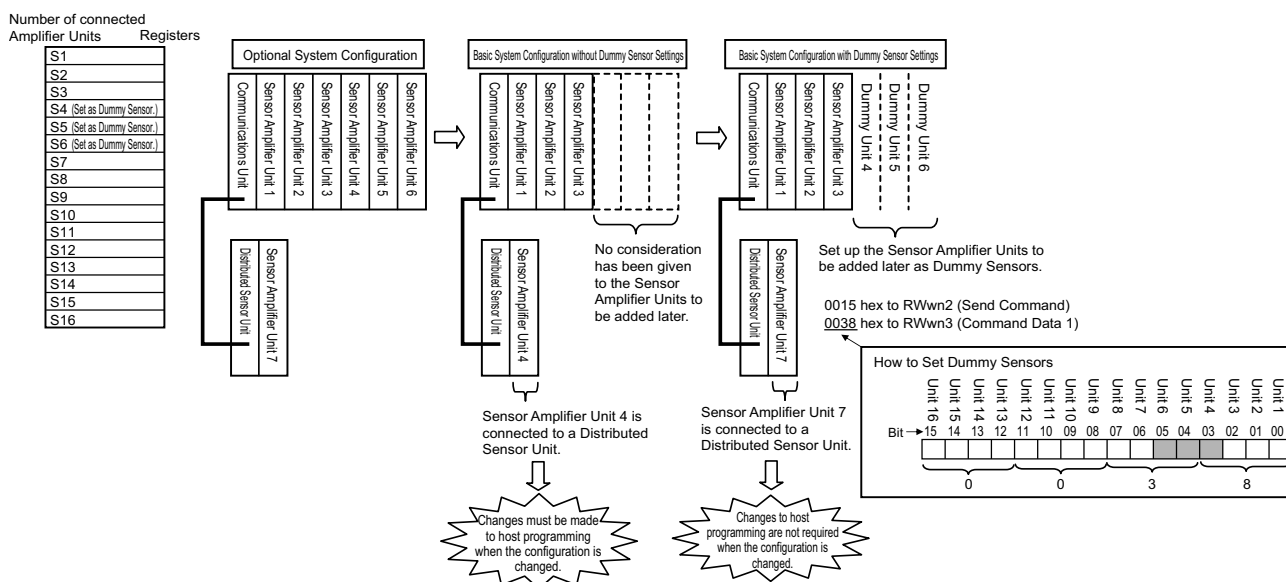 Number of connected
Amplifier Units Registers
S1
S2
S3
S4 (Set as Dummy Sensor.)
S5 (Set as Dummy Sensor.)
S6 (Set as Dummy Sensor.)
S7
S8
S9
S10
S11
S12
S13
S14
S15
S16
Optional System Configuration
Communications Unit
Sensor Amplifier Unit 1
Sensor Amplifier Unit 2
Sensor Amplifier Unit 3
Sensor Amplifier Unit 4
Sensor Amplifier Unit 5
Sensor Amplifier Unit 6
Distributed Sensor Unit
Sensor Amplifier Unit 7
Basic System Configuration without Dummy Sensor Settings
Communications Unit
Sensor Amplifier Unit 1
Sensor Amplifier Unit 2
Sensor Amplifier Unit 3
Distributed Sensor Unit
Sensor Amplifier Unit 4
No consideration
has been given
to the Sensor
Amplifier Units to
be added later.
Sensor Amplifier Unit 4 is
connected to a Distributed
Sensor Unit.
Changes must be made
to host programming
when the configuration is
changed.
Basic System Configuration with Dummy Sensor Settings
Communications Unit
Sensor Amplifier Unit 1
Sensor Amplifier Unit 2
Sensor Amplifier Unit 3
Dummy Unit 4
Dummy Unit 5
Dummy Unit 6
Distributed Sensor Unit
Sensor Amplifier Unit 7
Set up the Sensor Amplifier Units to
be added later as Dummy Sensors.
Sensor Amplifier Unit 7
is connected to a
Distributed Sensor Unit.
Changes to host
programming are not required
when the configuration is
changed.
0015 hex to RWwn2 (Send Command)
0038 hex to RWwn3 (Command Data 1)
How to Set Dummy Sensors
Unit 16 Unit 15 Unit 14 Unit 13 Unit 12 Unit 11 Unit 10 Unit 9 Unit 8 Unit 7 Unit 6 Unit 5 Unit 4 Unit 3 Unit 2 Unit 1
Bit 15 14 13 12 11 10 09 08 07 06 05 04 03 02 01 00
0 0 3 8